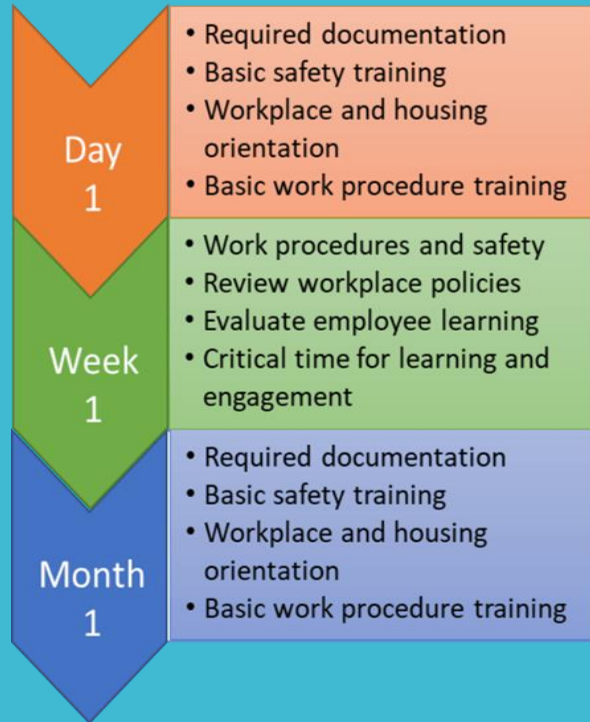 Day
1
• Required documentation
• Basic safety training
• Workplace and housing
orientation
• Basic work procedure training
Week
1
• Work procedures and safety
• Review workplace policies
• Evaluate employee learning
• Critical time for learning and
engagement
Month
1
• Required documentation
• Basic safety training
• Workplace and housing
orientation
• Basic work procedure training